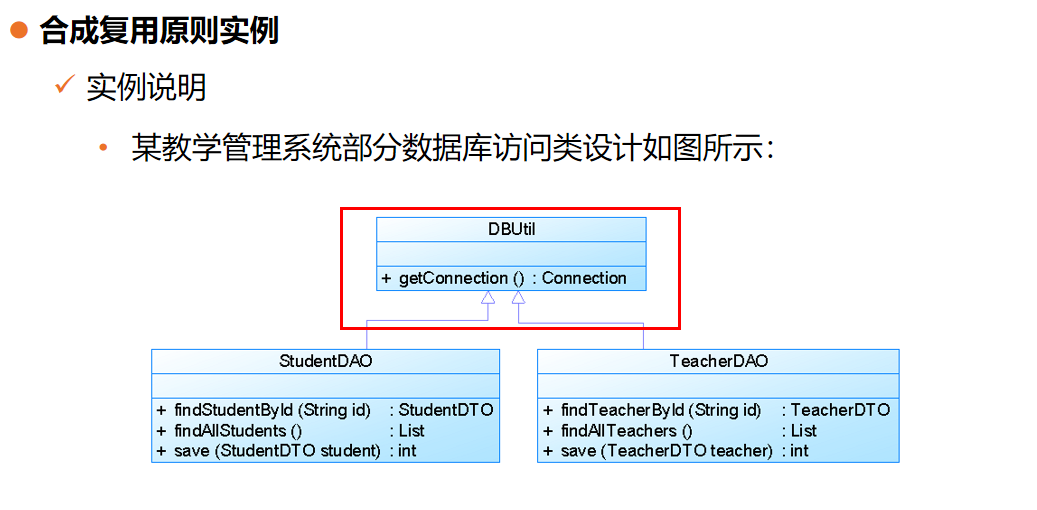 合成复用原则实例
实例说明
某教学管理系统部分数据库访问类设计如图所示:
DBUtil
+ getConnection () : Connection
StudentDAO
+ findStudentById (String id) : StudentDTO
+ findAllStudents () : List
+ save (StudentDTO student) : int
TeacherDAO
+ findTeacherById (String id) : TeacherDTO
+ findAllTeachers () : List
+ save (TeacherDTO teacher) : int